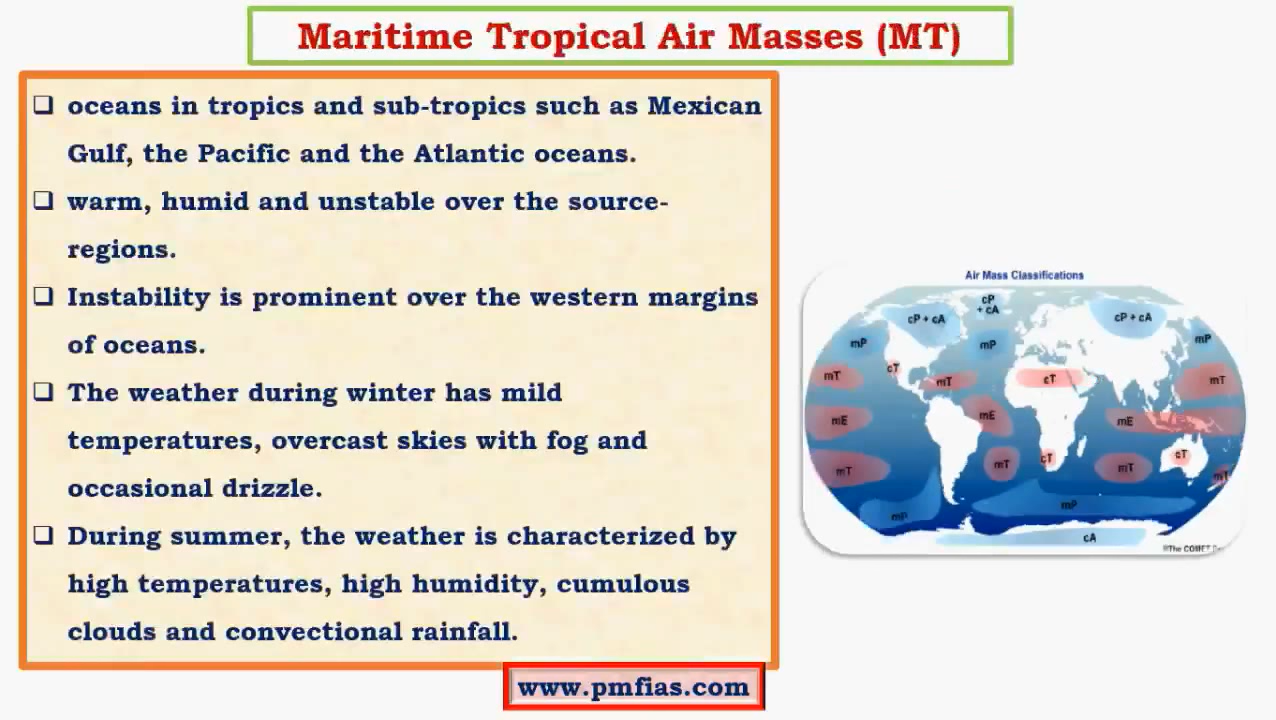 Maritime Tropical Air Masses (MT)
❑ oceans in tropics and sub-tropics such as Mexican
Gulf, the Pacific and the Atlantic oceans.
❑ warm, humid and unstable over the source-
regions.
❑ Instability is prominent over the western margins
of oceans.
❑ The weather during winter has mild
temperatures, overcast skies with fog and
occasional drizzle.
❑ During summer, the weather is characterized by
high temperatures, high humidity, cumulous
clouds and convectional rainfall.
www.pmfias.com
Air Mass Classifications
cP
+ cA
cP + cA
cP + cA
mP
mP
mP
cT
mT
mT
cT
mT
mE
mE
mE
mT
mT
cT
mT
cT
mT
mP
mP
cA
©The COMET